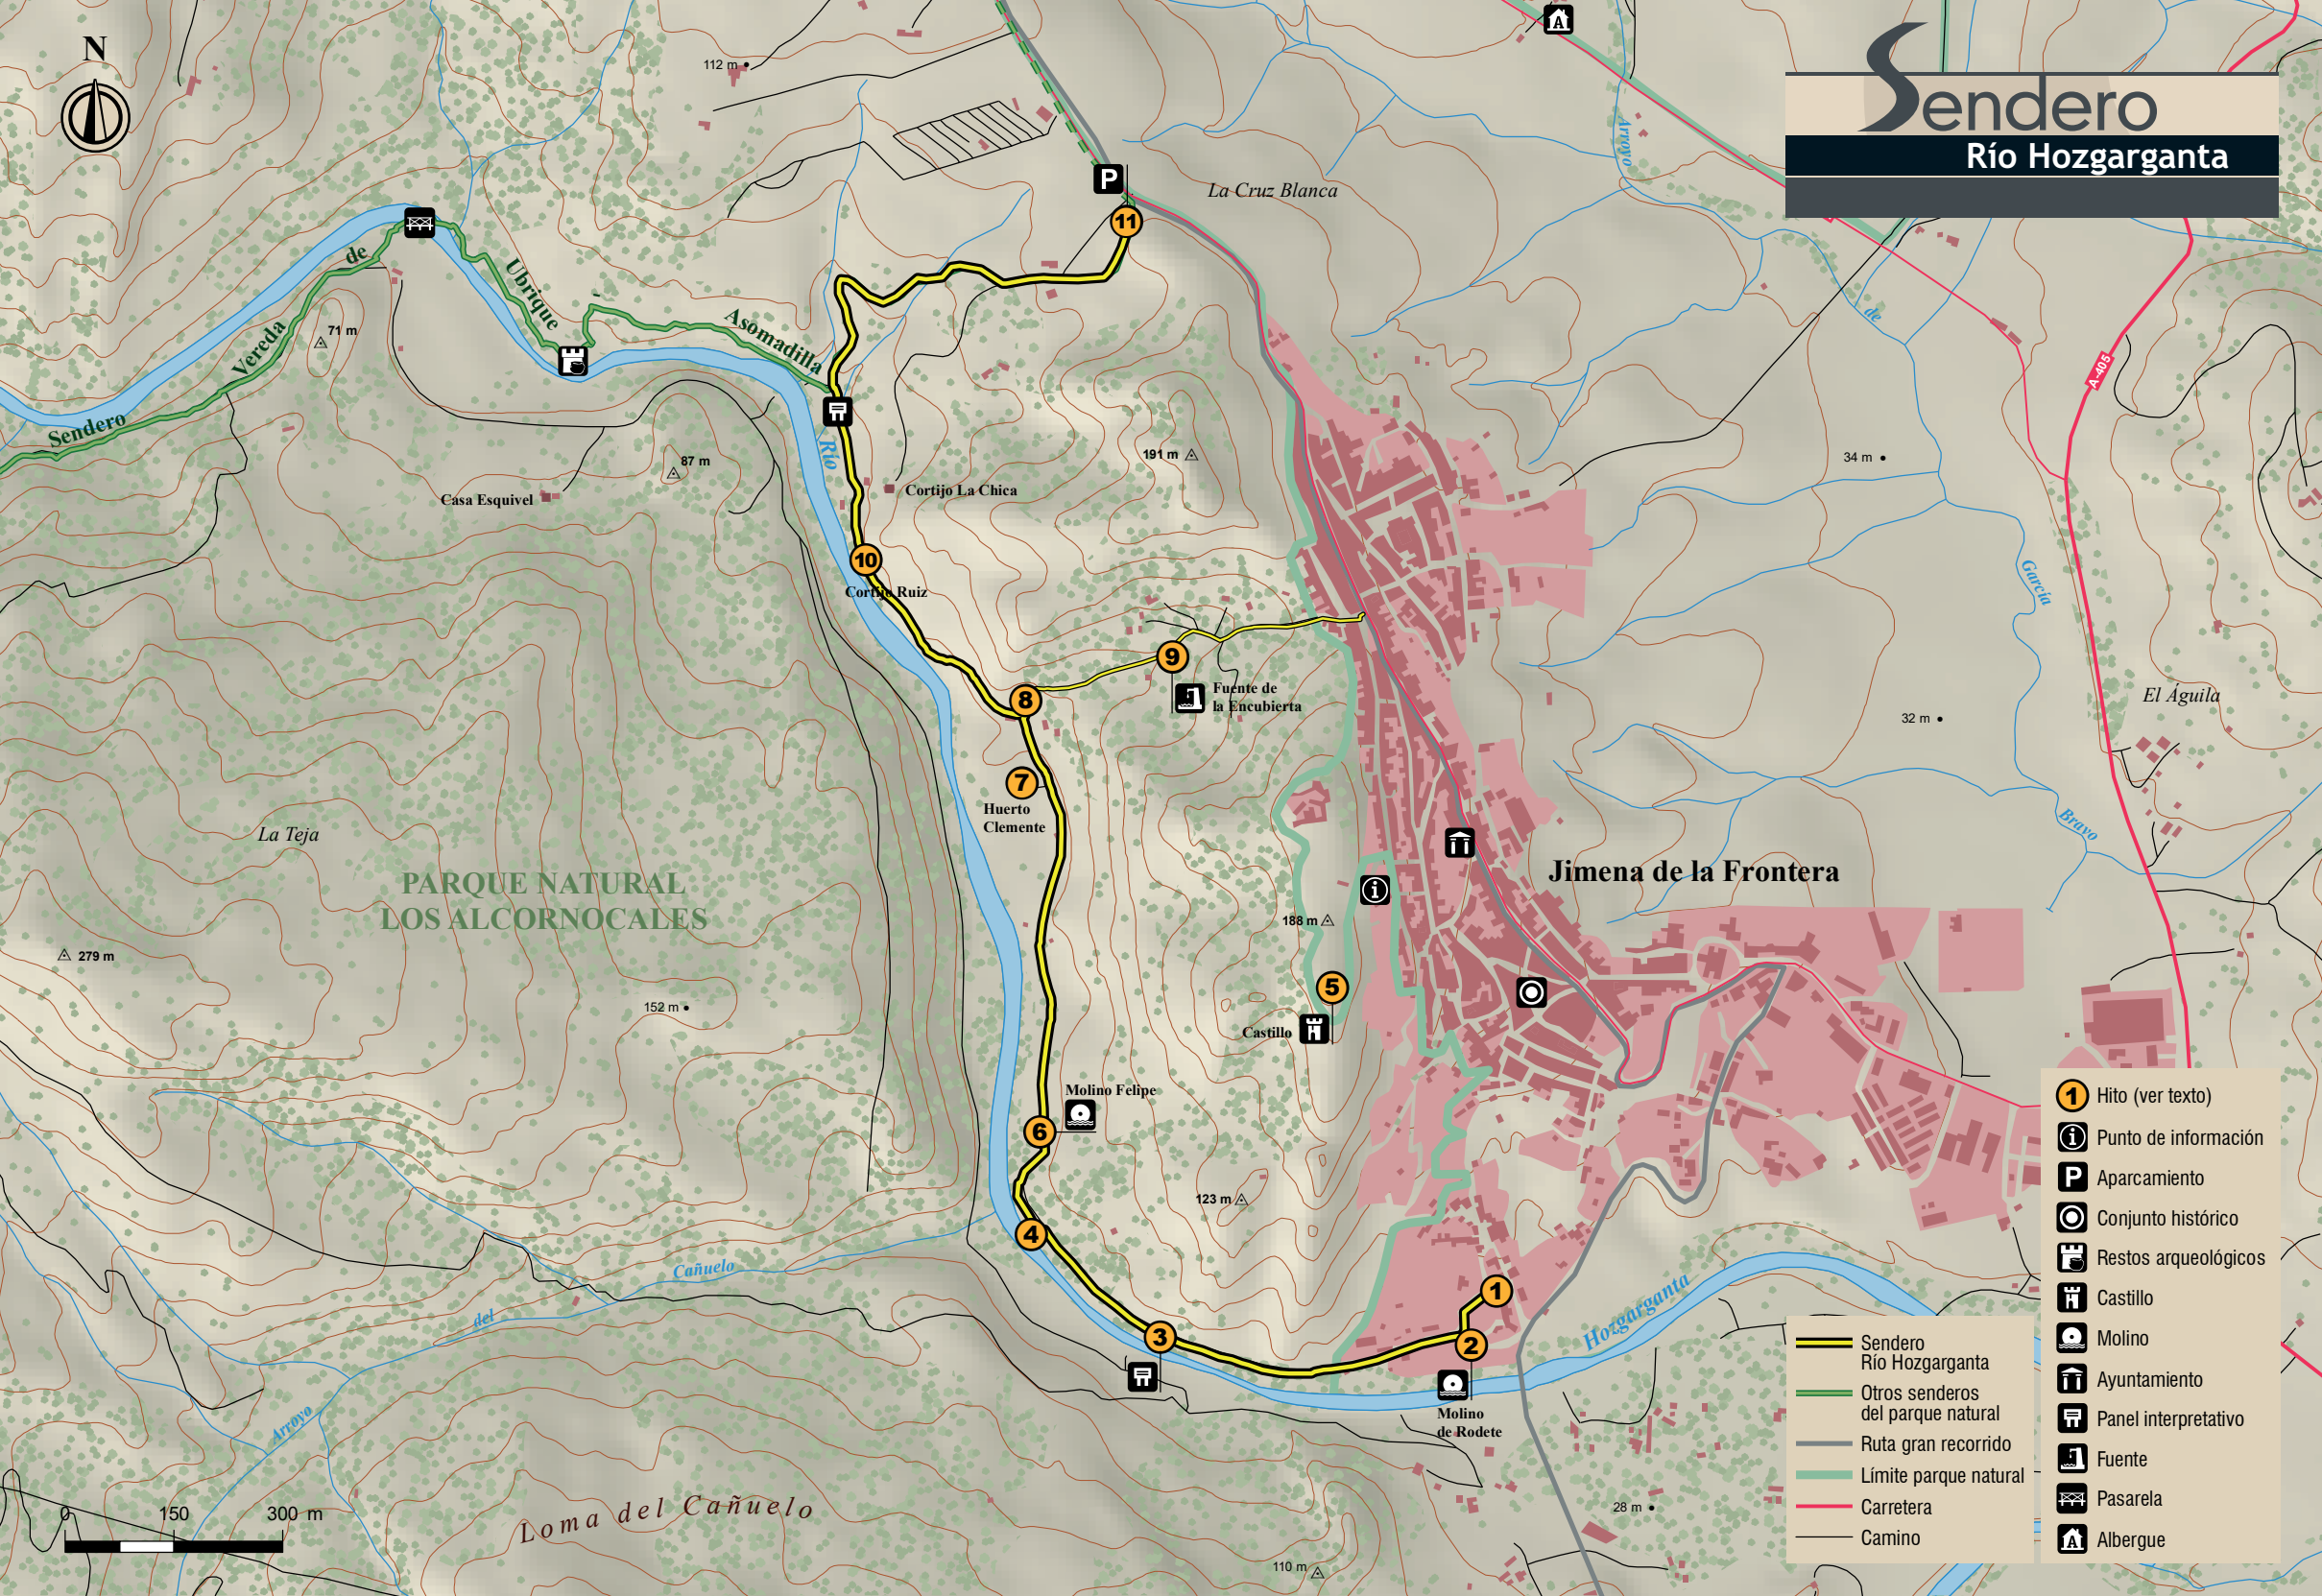 N
112 m
A
Sendero
Río Hozgarganta
P
11
La Cruz Blanca
Arroyo
de
García
Bravo
Sendero
Vereda
de
Ubrique
-
Asomadilla
71 m
87 m
191 m
34 m
A-405
Río
Casa Esquivel
Cortijo La Chica
10
Cortijo Ruiz
9
8
Fuente de
la Encubierta
El Águila
32 m
7
Huerto
Clemente
La Teja
PARQUE NATURAL
LOS ALCORNOCALES
Jimena de la Frontera
i
188 m
279 m
152 m
5
Castillo
Molino Felipe
6
123 m
4
Cañuelo
del
Arroyo
1
3
2
Hozgarganta
Molino
de Rodete
28 m
Loma del Cañuelo
110 m
0 150 300 m
Sendero
Río Hozgarganta
Otros senderos
del parque natural
Ruta gran recorrido
Límite parque natural
Carretera
Camino
1 Hito (ver texto)
i Punto de información
P Aparcamiento
Conjunto histórico
Restos arqueológicos
Castillo
Molino
Ayuntamiento
Panel interpretativo
Fuente
Pasarela
A Albergue